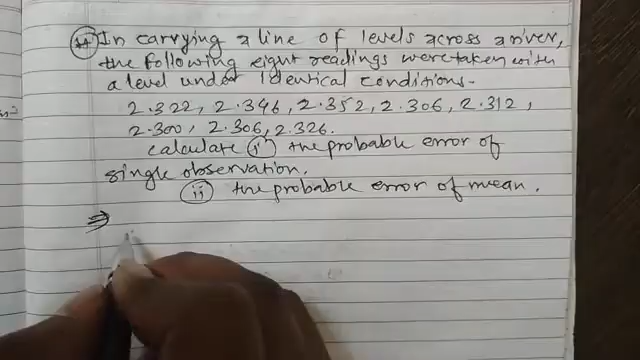 In carrying a line of levels across a river,
the following eight readings were taken with
a level under identical conditions.
2.322, 2.346, 2.352, 2.306, 2.312,
2.300, 2.306, 2.326.
calculate (i) the probable error of
single observation.
(ii) the probable error of mean.
⇒